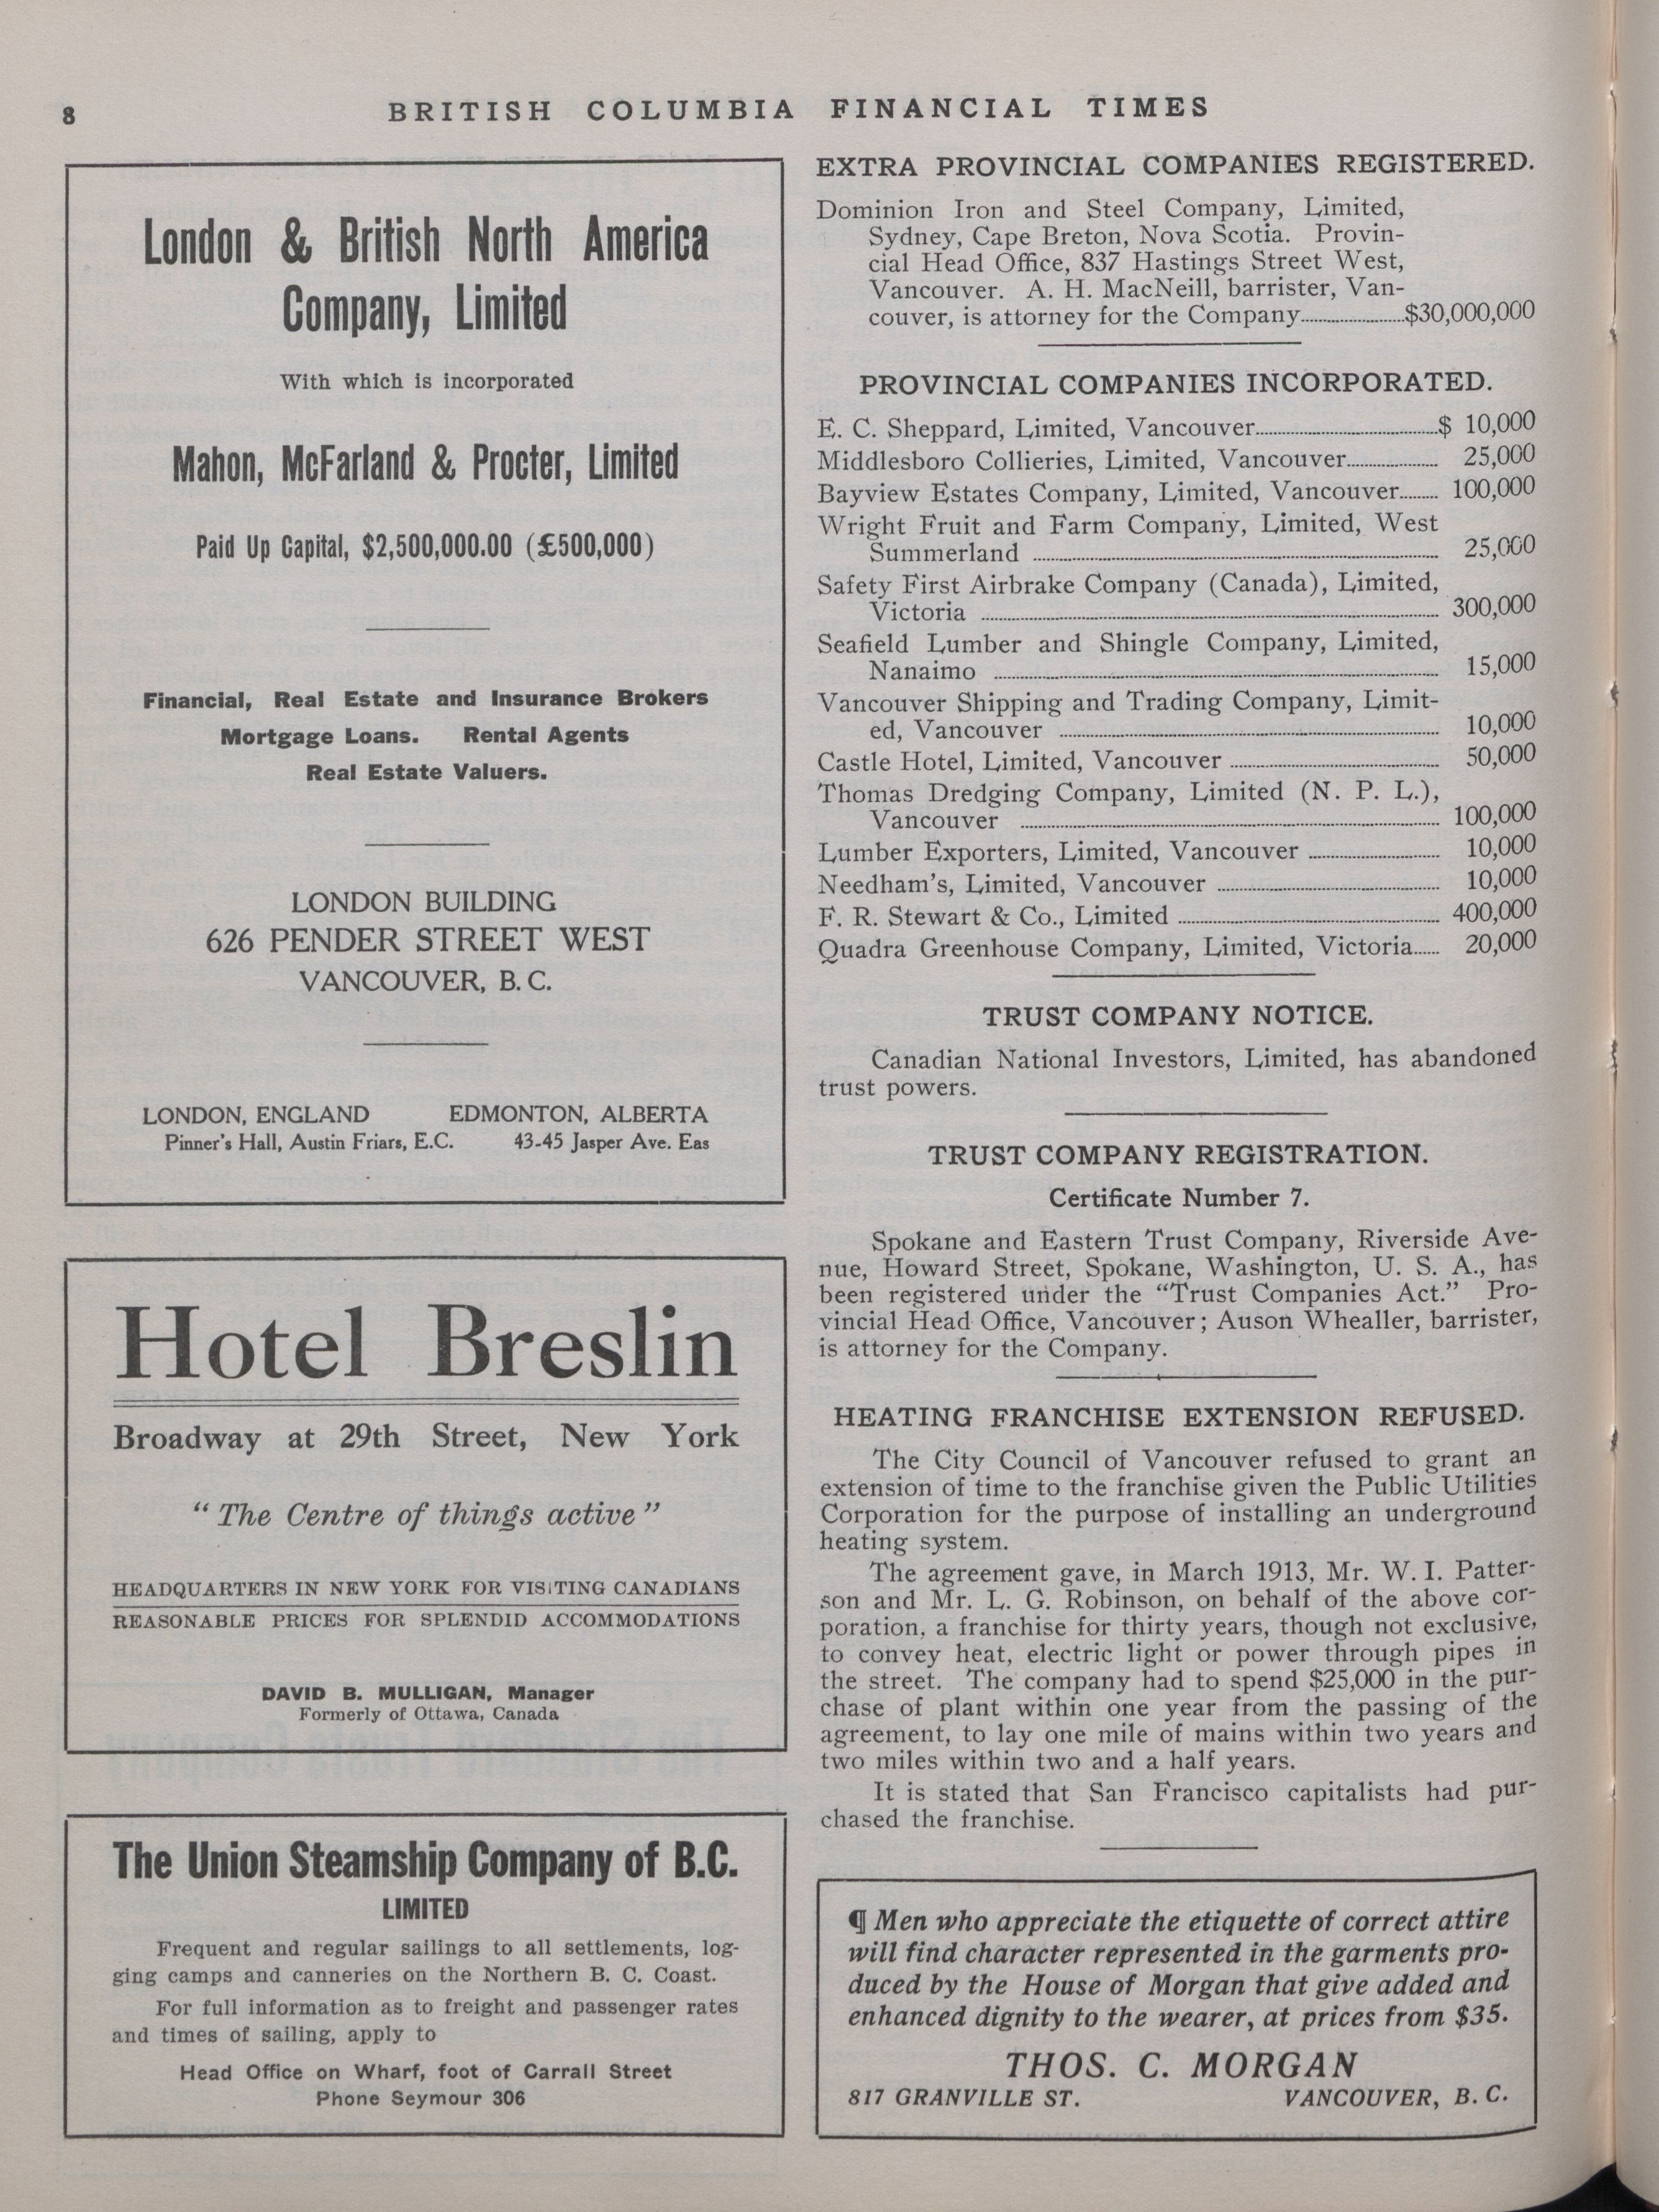 8
BRITISH COLUMBIA FINANCIAL TIMES
London & British North America
Company, Limited
With which is incorporated
Mahon, McFarland & Procter, Limited
Paid Up Capital, $2,500,000.00 (£500,000)
Financial, Real Estate and Insurance Brokers
Mortgage Loans. Rental Agents
Real Estate Valuers.
LONDON BUILDING
626 PENDER STREET WEST
VANCOUVER, B. C.
LONDON, ENGLAND EDMONTON, ALBERTA
Pinner's Hall, Austin Friars, E.C. 43-45 Jasper Ave. Eas
Hotel Breslin
Broadway at 29th Street, New York
"The Centre of things active"
HEADQUARTERS IN NEW YORK FOR VISITING CANADIANS
REASONABLE PRICES FOR SPLENDID ACCOMMODATIONS
DAVID B. MULLIGAN, Manager
Formerly of Ottawa, Canada
The Union Steamship Company of B.C.
LIMITED
Frequent and regular sailings to all settlements, log-
ging camps and canneries on the Northern B. C. Coast.
For full information as to freight and passenger rates
and times of sailing, apply to
Head Office on Wharf, foot of Carrall Street
Phone Seymour 306
EXTRA PROVINCIAL COMPANIES REGISTERED.
Dominion Iron and Steel Company, Limited,
Sydney, Cape Breton, Nova Scotia. Provin-
cial Head Office, 837 Hastings Street West,
Vancouver. A. H. MacNeill, barrister, Van-
couver, is attorney for the Company..........$30,000,000
PROVINCIAL COMPANIES INCORPORATED.
E. C. Sheppard, Limited, Vancouver..........$ 10,000
Middlesboro Collieries, Limited, Vancouver.......... 25,000
Bayview Estates Company, Limited, Vancouver........ 100,000
Wright Fruit and Farm Company, Limited, West
Summerland .......... 25,000
Safety First Airbrake Company (Canada), Limited,
Victoria .......... 300,000
Seafield Lumber and Shingle Company, Limited,
Nanaimo .......... 15,000
Vancouver Shipping and Trading Company, Limit-
ed, Vancouver .......... 10,000
Castle Hotel, Limited, Vancouver .......... 50,000
Thomas Dredging Company, Limited (N. P. L.),
Vancouver .......... 100,000
Lumber Exporters, Limited, Vancouver .......... 10,000
Needham's, Limited, Vancouver .......... 10,000
F. R. Stewart & Co., Limited .......... 400,000
Quadra Greenhouse Company, Limited, Victoria...... 20,000
TRUST COMPANY NOTICE.
Canadian National Investors, Limited, has abandoned
trust powers.
TRUST COMPANY REGISTRATION.
Certificate Number 7.
Spokane and Eastern Trust Company, Riverside Ave-
nue, Howard Street, Spokane, Washington, U. S. A., has
been registered under the "Trust Companies Act." Pro-
vincial Head Office, Vancouver; Auson Whealler, barrister,
is attorney for the Company.
HEATING FRANCHISE EXTENSION REFUSED.
The City Council of Vancouver refused to grant an
extension of time to the franchise given the Public Utilities
Corporation for the purpose of installing an underground
heating system.
The agreement gave, in March 1913, Mr. W. I. Patter-
son and Mr. L. G. Robinson, on behalf of the above cor-
poration, a franchise for thirty years, though not exclusive,
to convey heat, electric light or power through pipes in
the street. The company had to spend $25,000 in the pur-
chase of plant within one year from the passing of the
agreement, to lay one mile of mains within two years and
two miles within two and a half years.
It is stated that San Francisco capitalists had pur-
chased the franchise.
¶ Men who appreciate the etiquette of correct attire
will find character represented in the garments pro-
duced by the House of Morgan that give added and
enhanced dignity to the wearer, at prices from $35.
THOS. C. MORGAN
817 GRANVILLE ST. VANCOUVER, B. C.